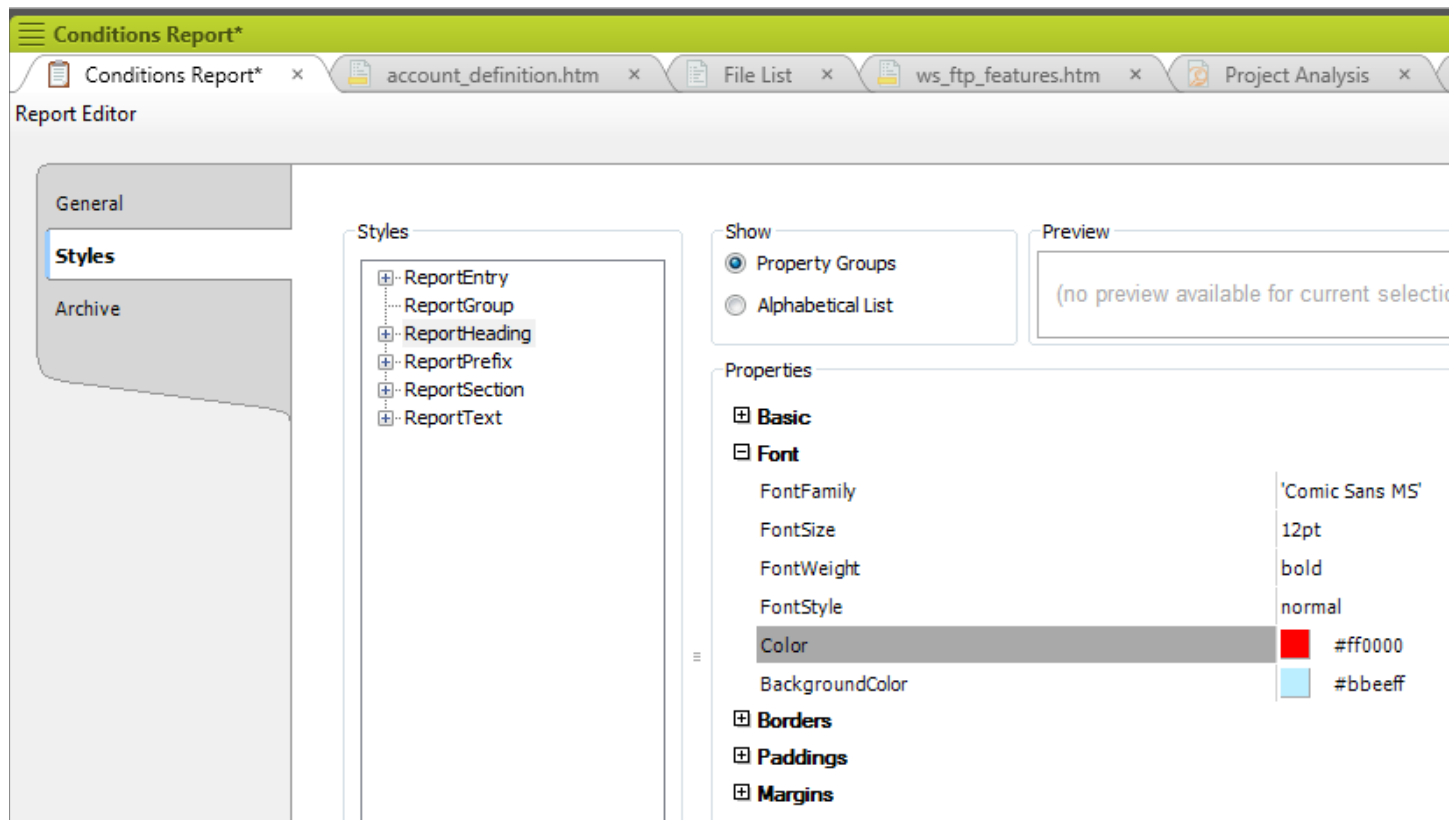 Conditions Report*
Conditions Report* × account_definition.htm × File List × ws_ftp_features.htm × Project Analysis ×
Report Editor
General
Styles
Archive
Styles
ReportEntry
ReportGroup
ReportHeading
ReportPrefix
ReportSection
ReportText
Show
Property Groups
Alphabetical List
Preview
(no preview available for current selectio
Properties
Basic
Font
FontFamily 'Comic Sans MS'
FontSize 12pt
FontWeight bold
FontStyle normal
Color #ff0000
BackgroundColor #bbeeff
Borders
Paddings
Margins